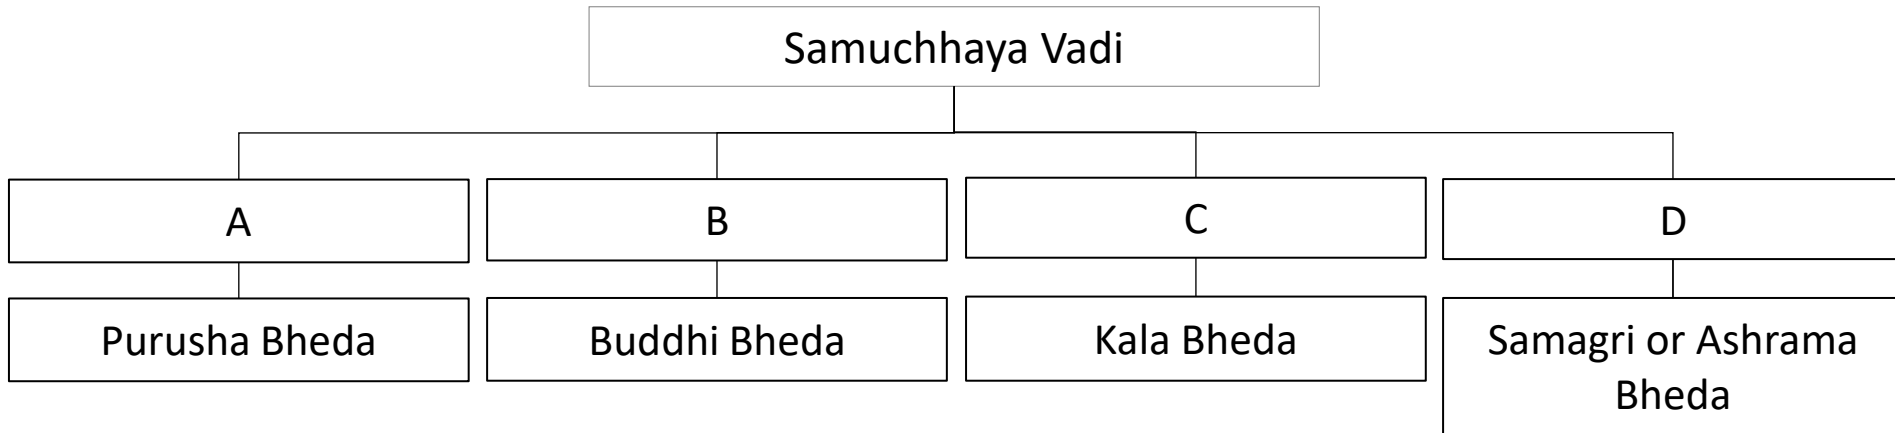 Samuchhaya Vadi
A
B
C
D
Purusha Bheda
Buddhi Bheda
Kala Bheda
Samagri or Ashrama
Bheda